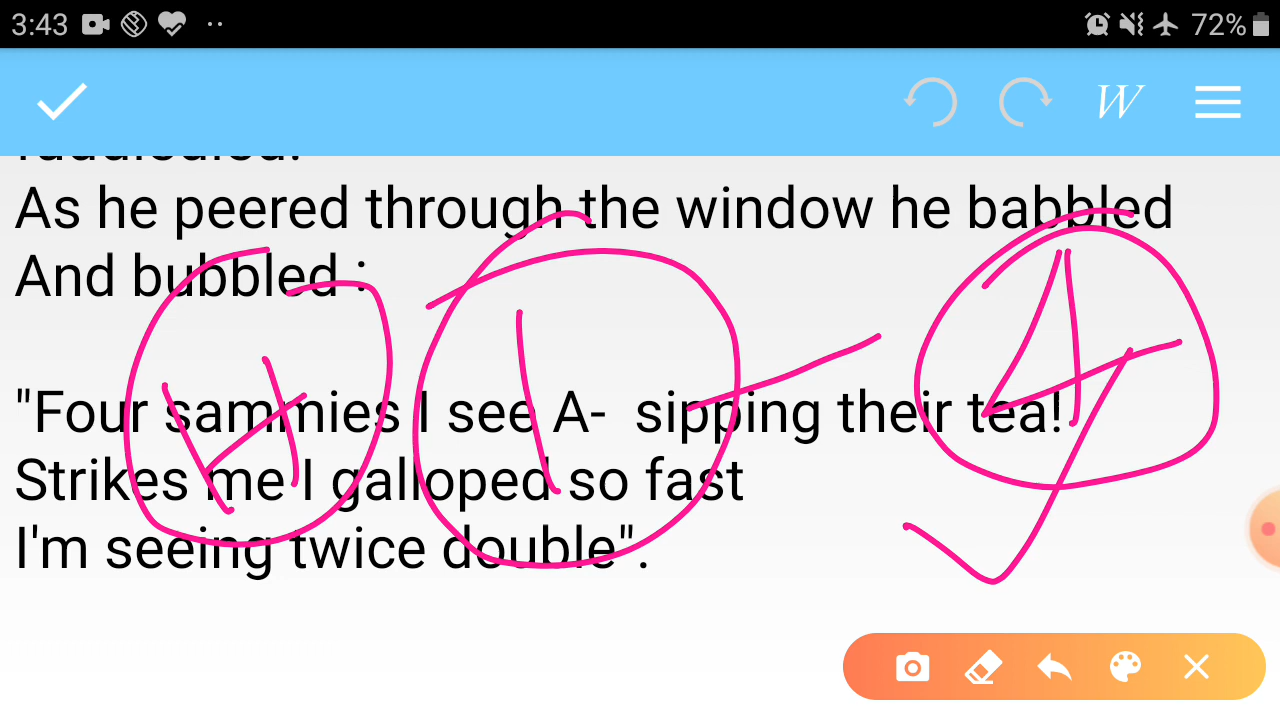 3:43 72%
W
As he peered through the window he babbled
And bubbled :
"Four sammies I see A- sipping their tea!
Strikes me I galloped so fast
I'm seeing twice double".
H 1 - 4